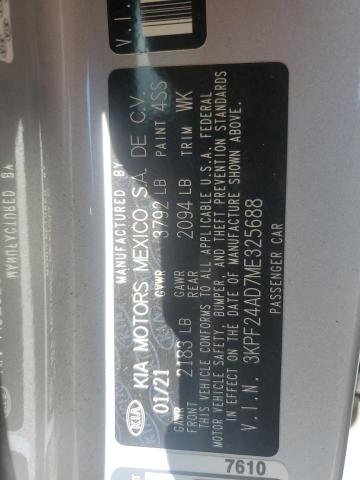 MANUFACTURED BY
KIA KIA MOTORS MEXICO S.A. DE C.V.
01/21 GVWR 3792 LB PAINT 4SS
GAWR FRONT 2183 LB GAWR REAR 2094 LB TRIM WK
THIS VEHICLE CONFORMS TO ALL APPLICABLE U.S.A. FEDERAL
MOTOR VEHICLE SAFETY, BUMPER, AND THEFT PREVENTION STANDARDS
IN EFFECT ON THE DATE OF MANUFACTURE SHOWN ABOVE.
V.I.N. 3KPF24AD7ME325688
PASSENGER CAR
7610
V.I.